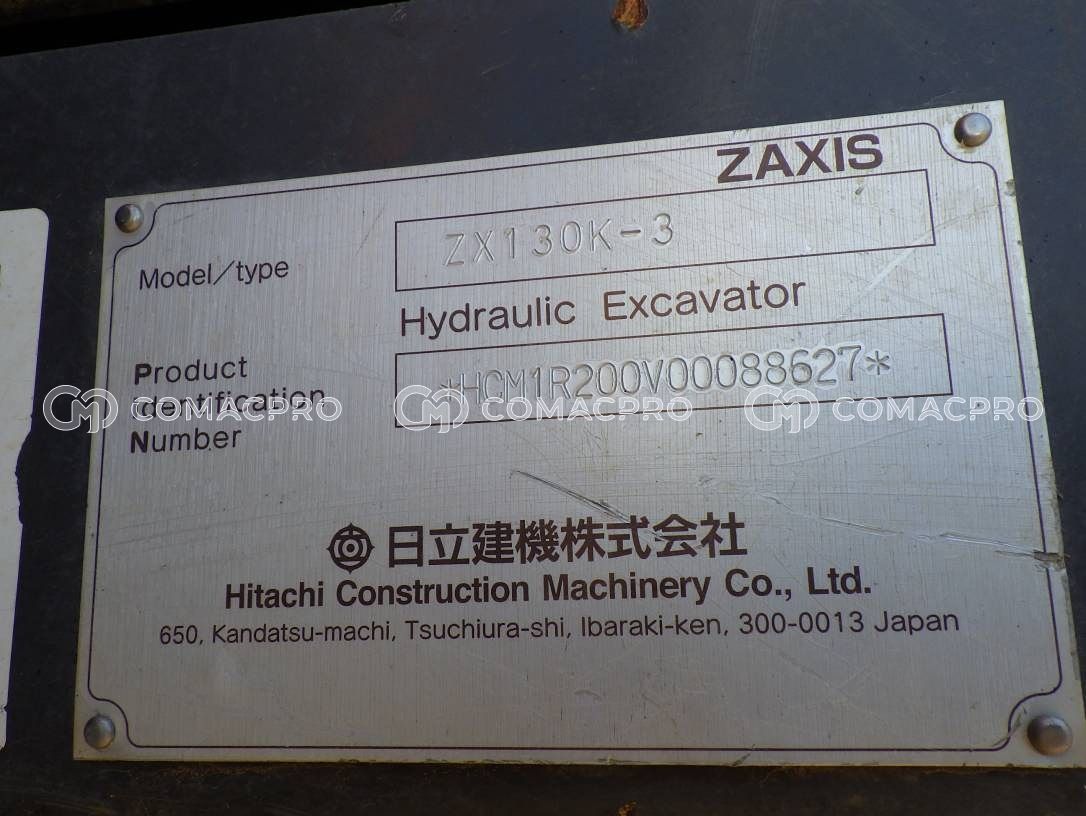 ZAXIS
Model/type ZX130K-3
Hydraulic Excavator
Product
identification *HCM1R200V00088627*
Number
COMACPRO COMACPRO COMACPRO
日立建機株式会社
Hitachi Construction Machinery Co., Ltd.
650, Kandatsu-machi, Tsuchiura-shi, Ibaraki-ken, 300-0013 Japan